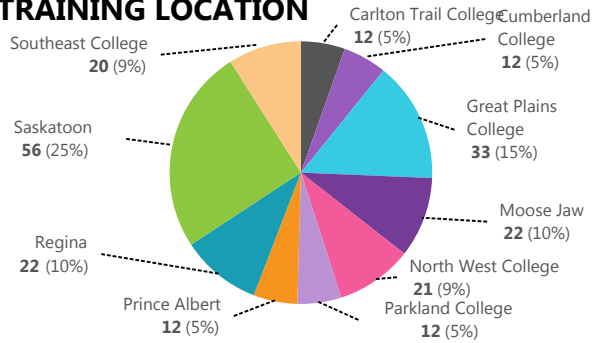 TRAINING LOCATION
Carlton Trail College
12 (5%)
Cumberland
College
12 (5%)
Great Plains
College
33 (15%)
Moose Jaw
22 (10%)
North West College
21 (9%)
Parkland College
12 (5%)
Prince Albert
12 (5%)
Regina
22 (10%)
Saskatoon
56 (25%)
Southeast College
20 (9%)